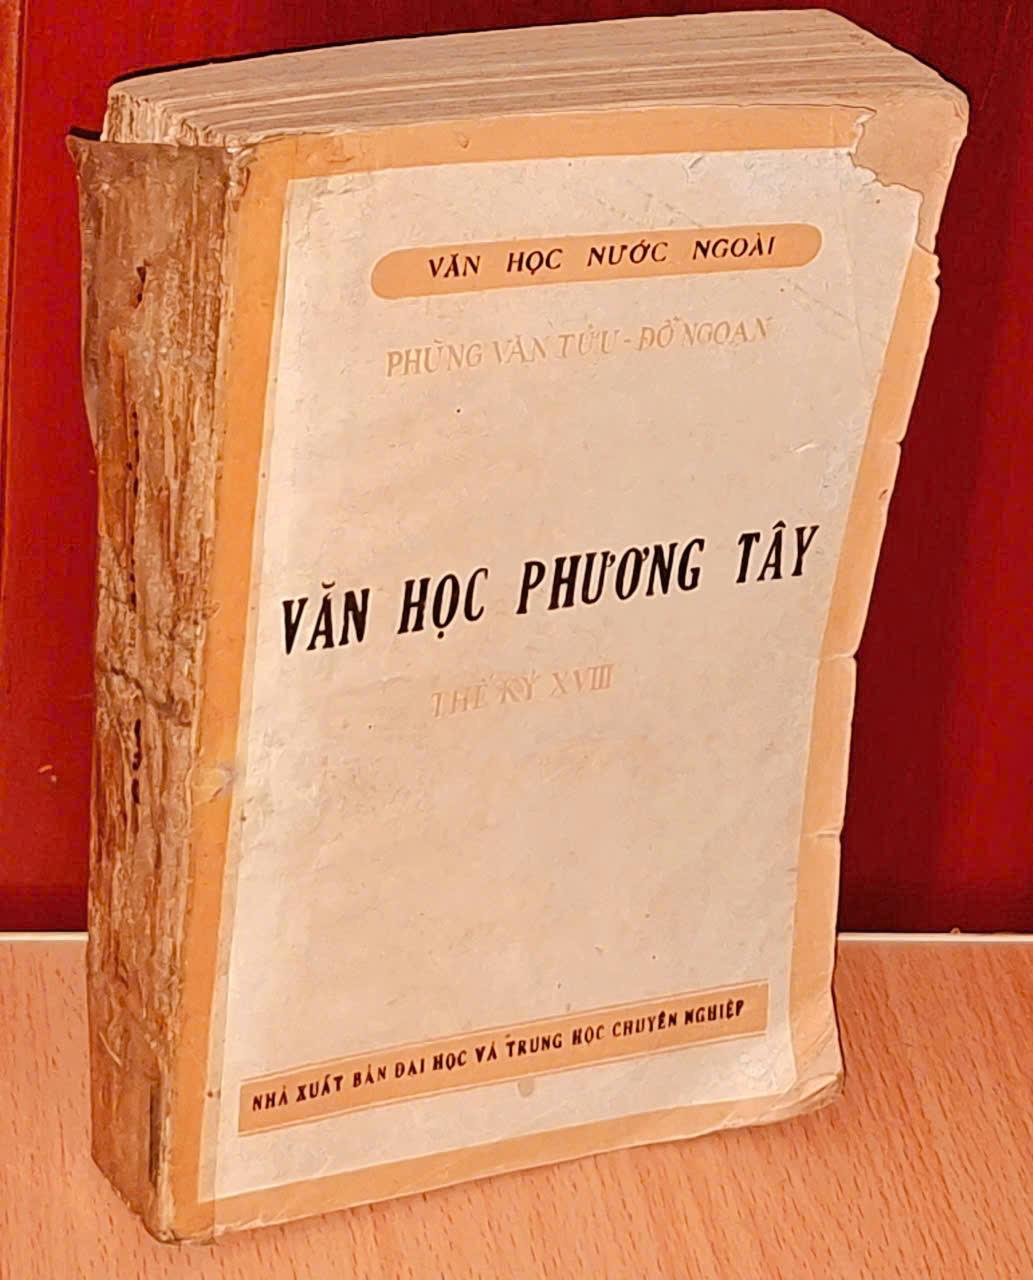 VĂN HỌC NƯỚC NGOÀI
PHÙNG VĂN TỬU - ĐỖ NGOẠN
VĂN HỌC PHƯƠNG TÂY
THẾ KỶ XVIII
NHÀ XUẤT BẢN ĐẠI HỌC VÀ TRUNG HỌC CHUYÊN NGHIỆP